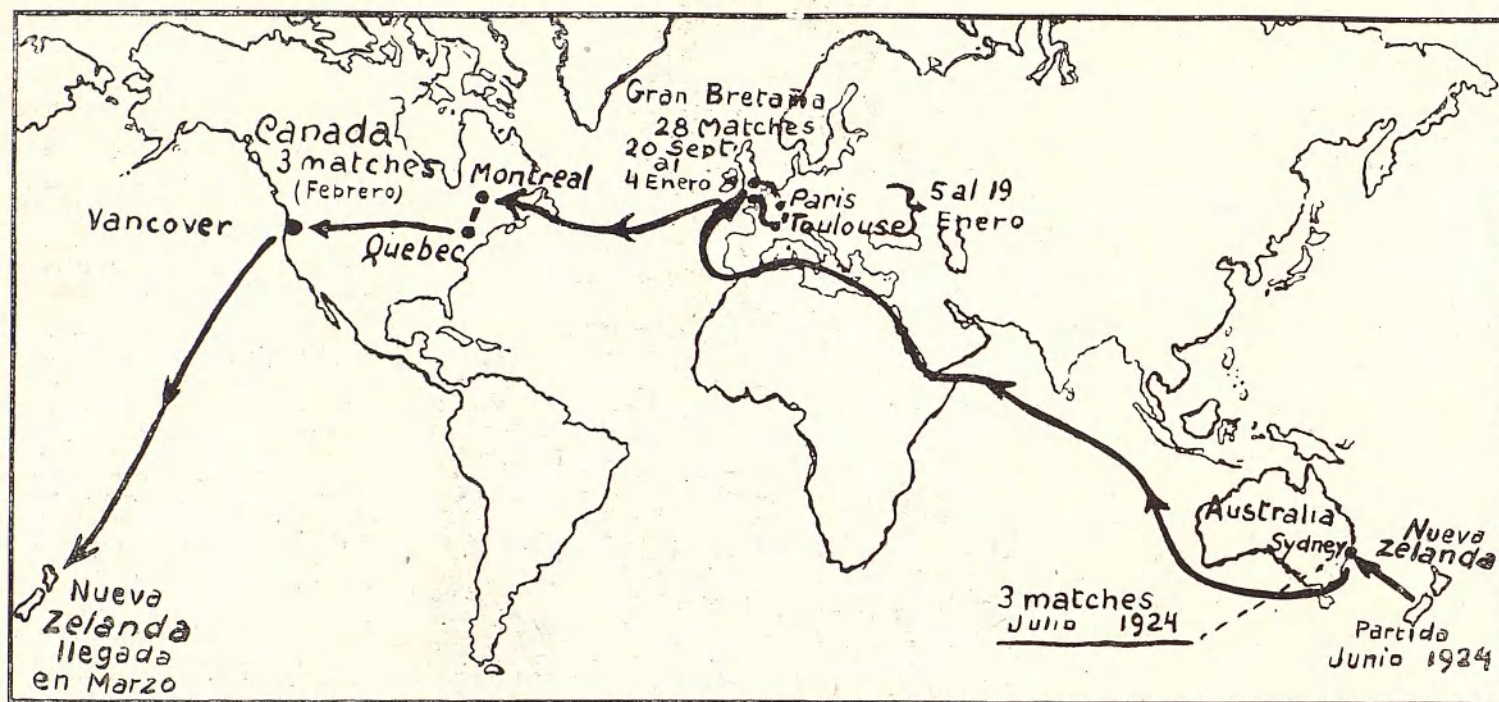 Canada
3 matches
(Febrero)
Vancover
Quebec
Montreal
Gran Bretaña
28 Matches
20 Sept.
al
4 Enero
Paris
Toulouse
5 al 19
Enero
Australia
Sydney
Nueva
Zelanda
3 matches
Julio 1924
Partida
Junio 1924
Nueva
Zelanda
llegada
en Marzo